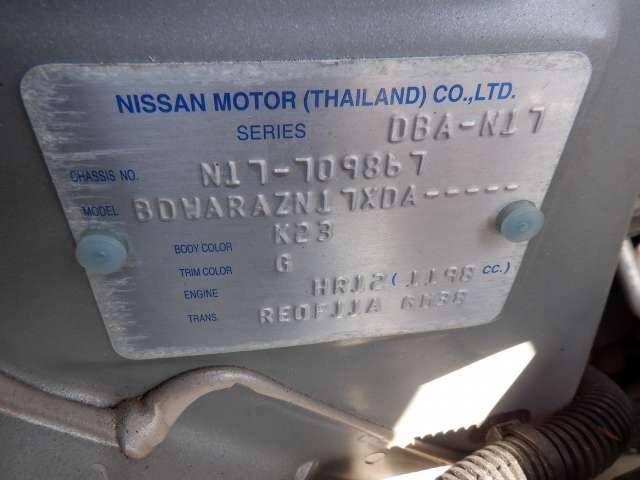 NISSAN MOTOR (THAILAND) CO.,LTD.
SERIES DBA-N17
CHASSIS NO. N17-709867
MODEL BDWARAZN17XDA-----
BODY COLOR K23
TRIM COLOR G
ENGINE HR12 ( 1198 CC.)
TRANS. RE0F11A GH38